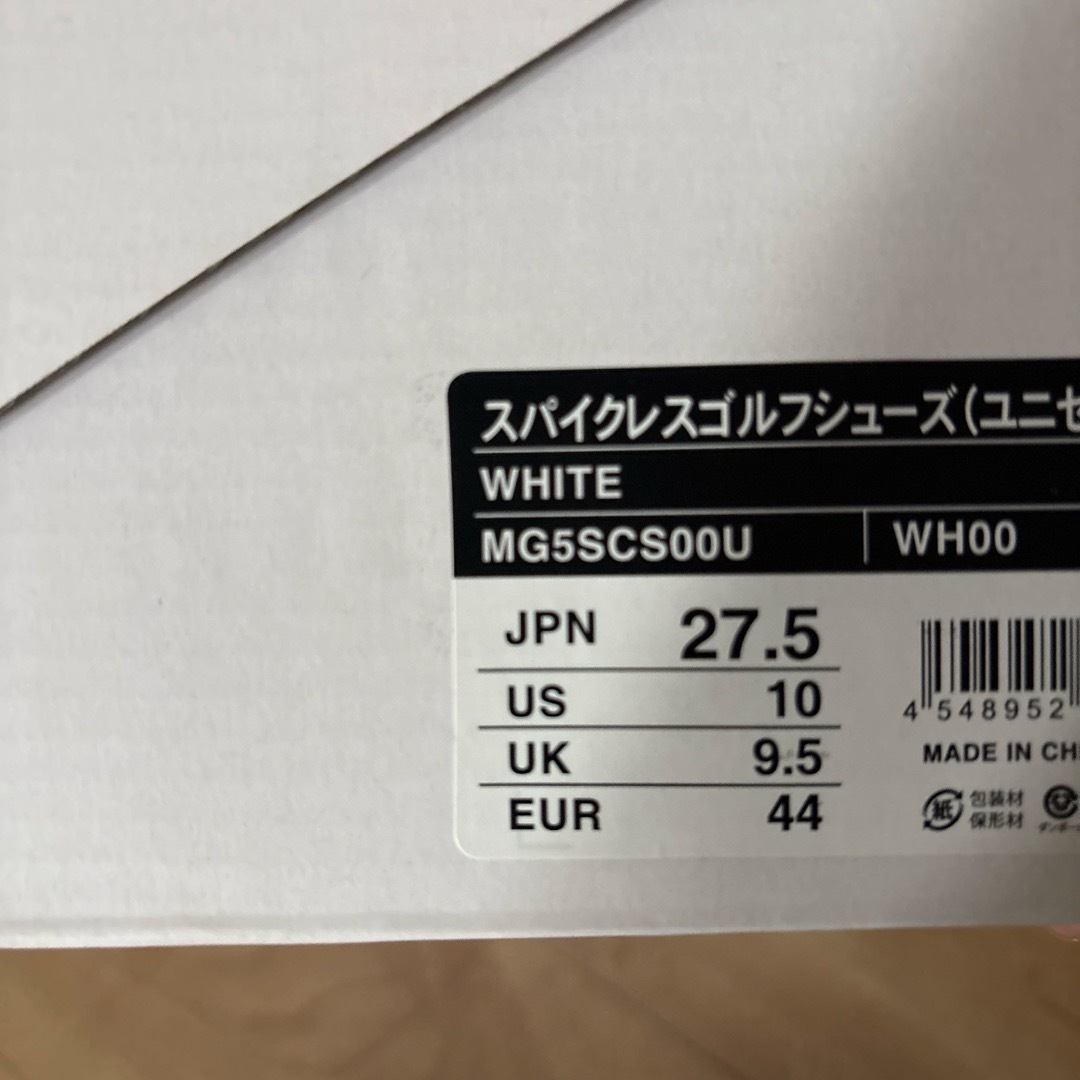 スパイクレスゴルフシューズ(ユニセ
WHITE
MG5SCS00U WH00
JPN 27.5
US 10
UK 9.5
EUR 44
4 548952
MADE IN CH
紙 包装材
保形材